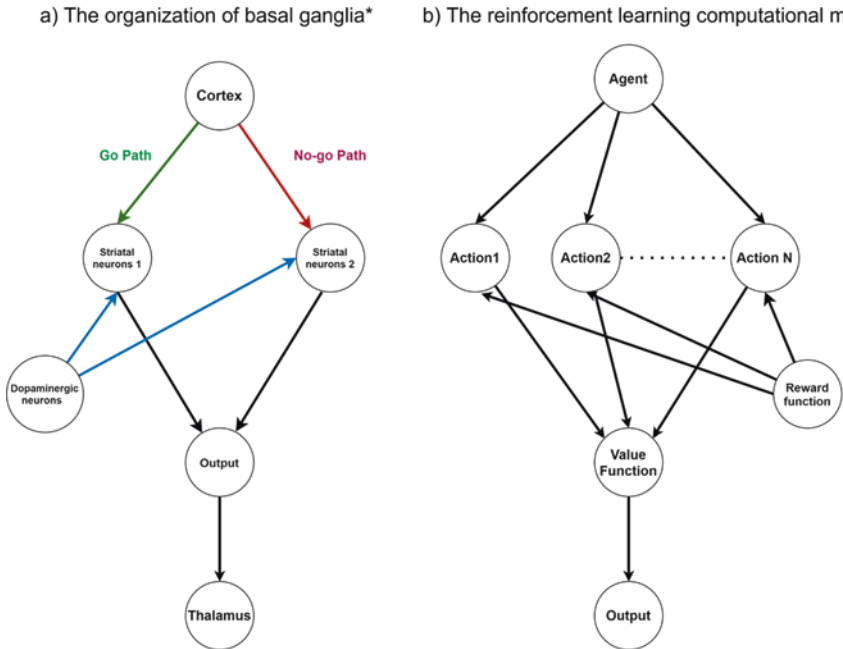 a) The organization of basal ganglia*
Cortex
Go Path
No-go Path
Striatal
neurons 1
Striatal
neurons 2
Dopaminergic
neurons
Output
Thalamus
b) The reinforcement learning computational m
Agent
Action1
Action2
Action N
Reward
function
Value
Function
Output